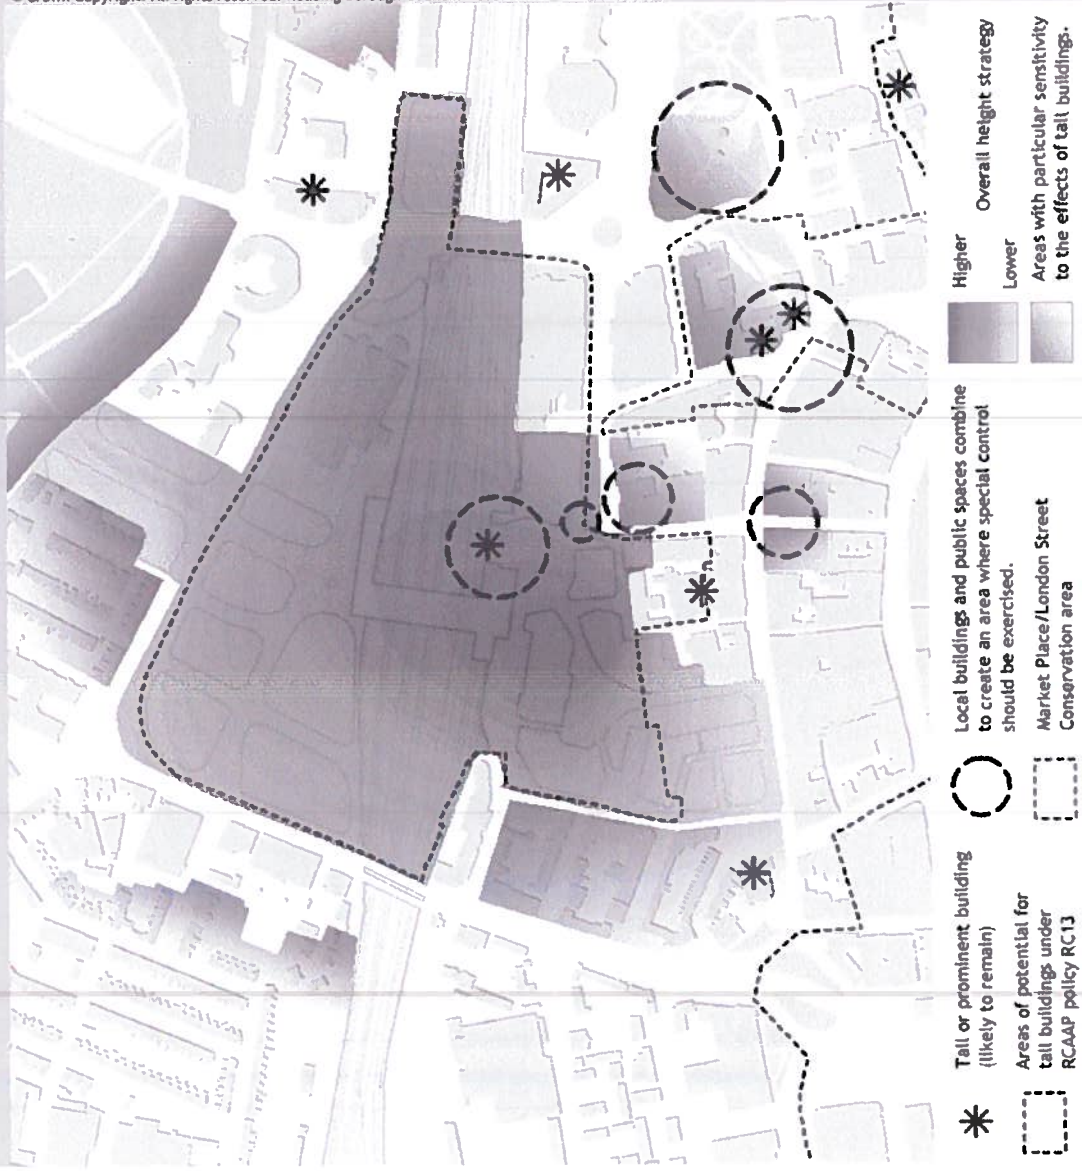 Tall or prominent building
(likely to remain)
Areas of potential for
tall buildings under
RCAAP policy RC13
Local buildings and public spaces combine
to create an area where special control
should be exercised.
Market Place/London Street
Conservation area
Higher
Overall height strategy
Lower
Areas with particular sensitivity
to the effects of tall buildings.